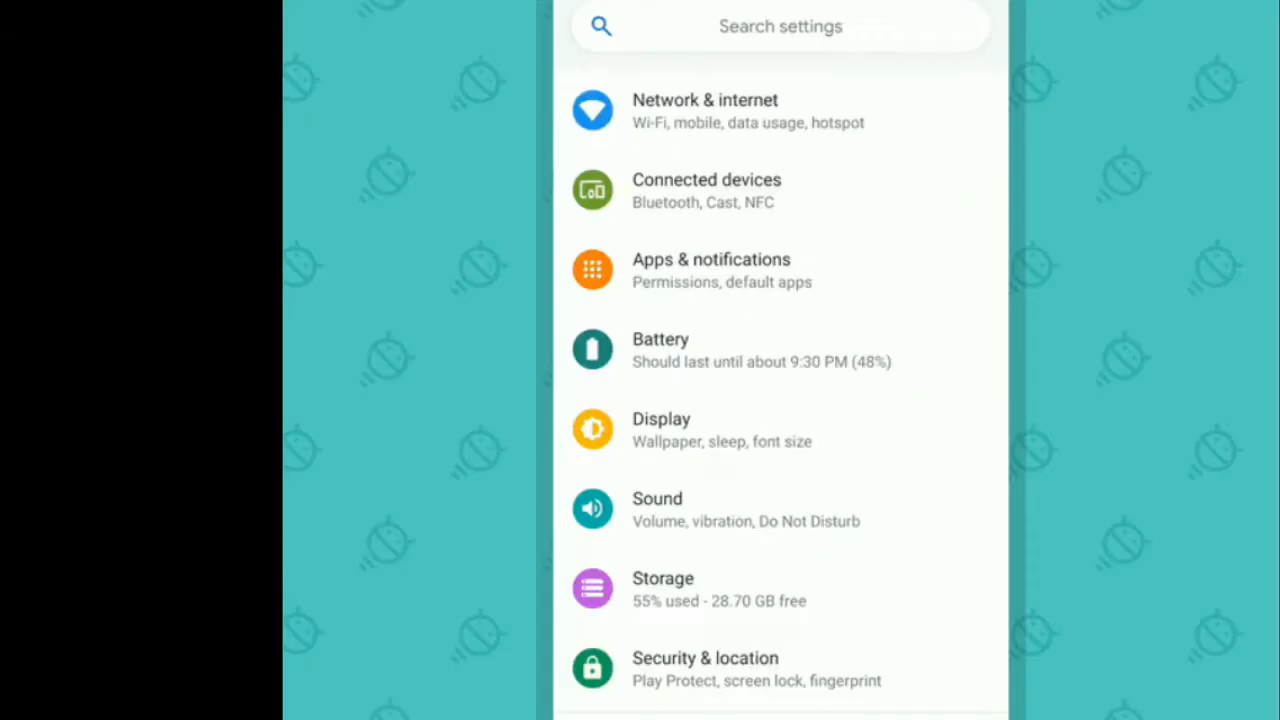 Search settings
Network & internet
Wi-Fi, mobile, data usage, hotspot
Connected devices
Bluetooth, Cast, NFC
Apps & notifications
Permissions, default apps
Battery
Should last until about 9:30 PM (48%)
Display
Wallpaper, sleep, font size
Sound
Volume, vibration, Do Not Disturb
Storage
55% used - 28.70 GB free
Security & location
Play Protect, screen lock, fingerprint